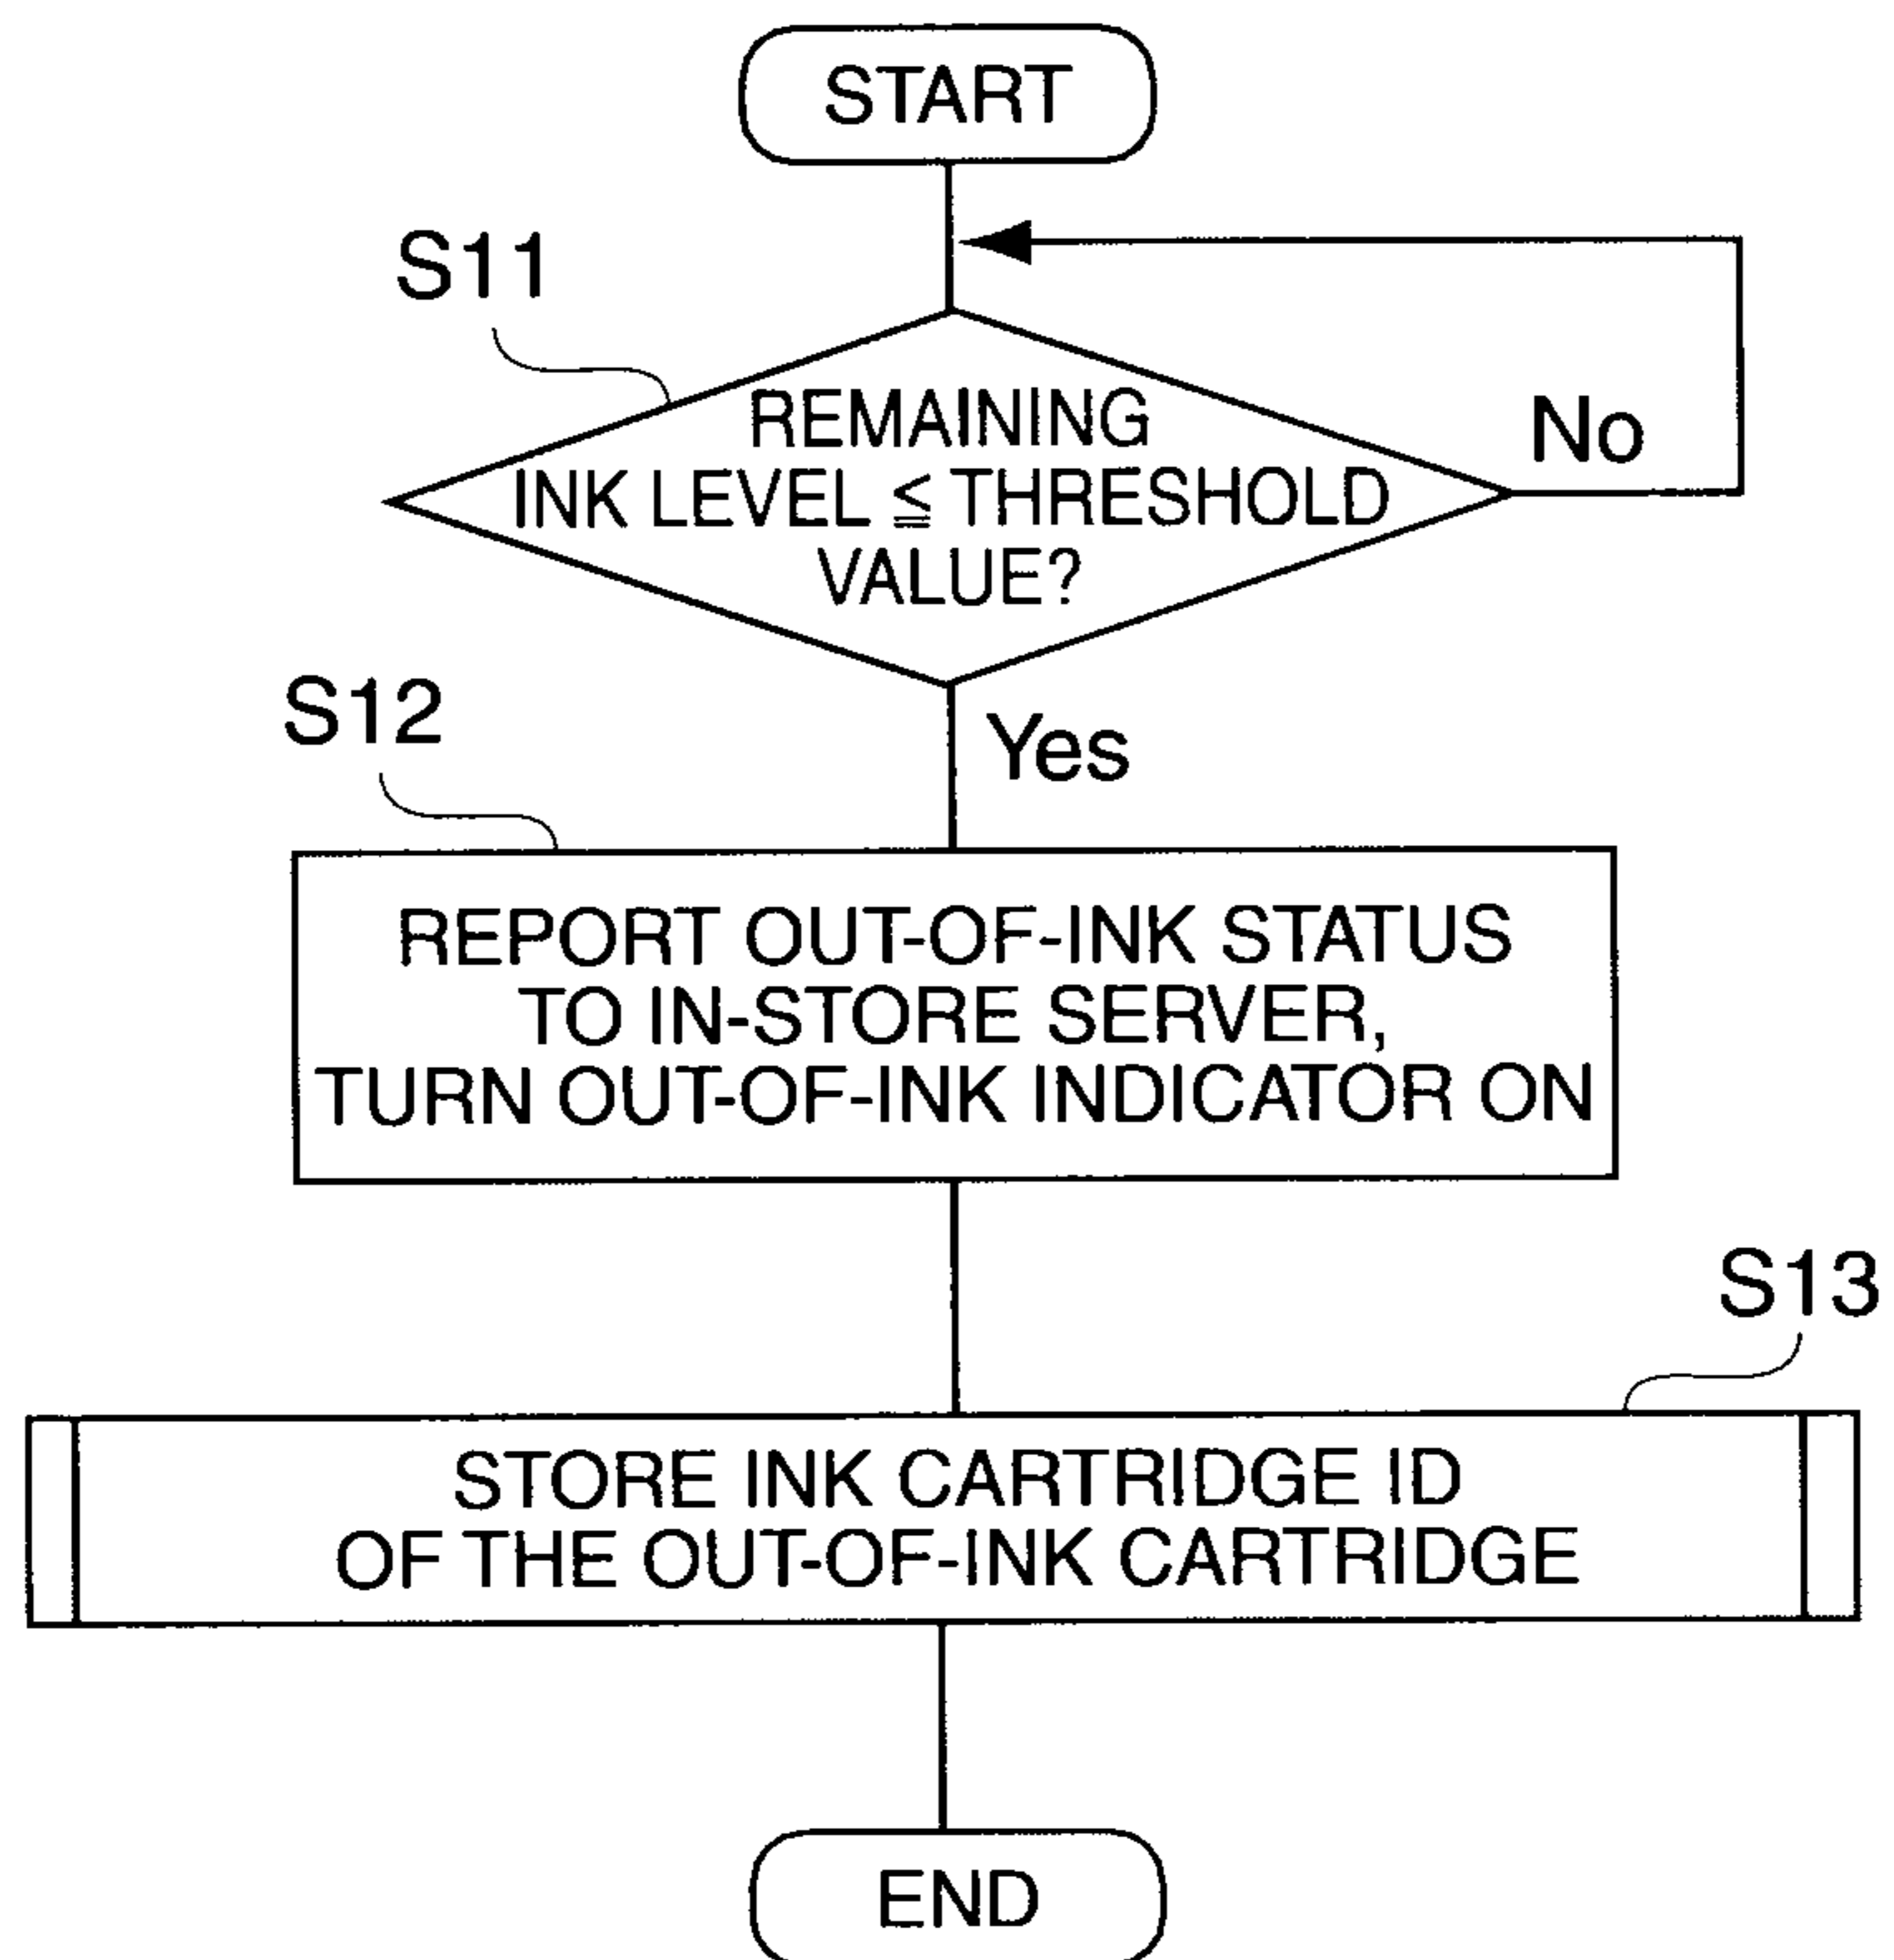 START
S11
REMAINING
INK LEVEL ≦ THRESHOLD
VALUE?
No
Yes
S12
REPORT OUT-OF-INK STATUS
TO IN-STORE SERVER,
TURN OUT-OF-INK INDICATOR ON
S13
STORE INK CARTRIDGE ID
OF THE OUT-OF-INK CARTRIDGE
END